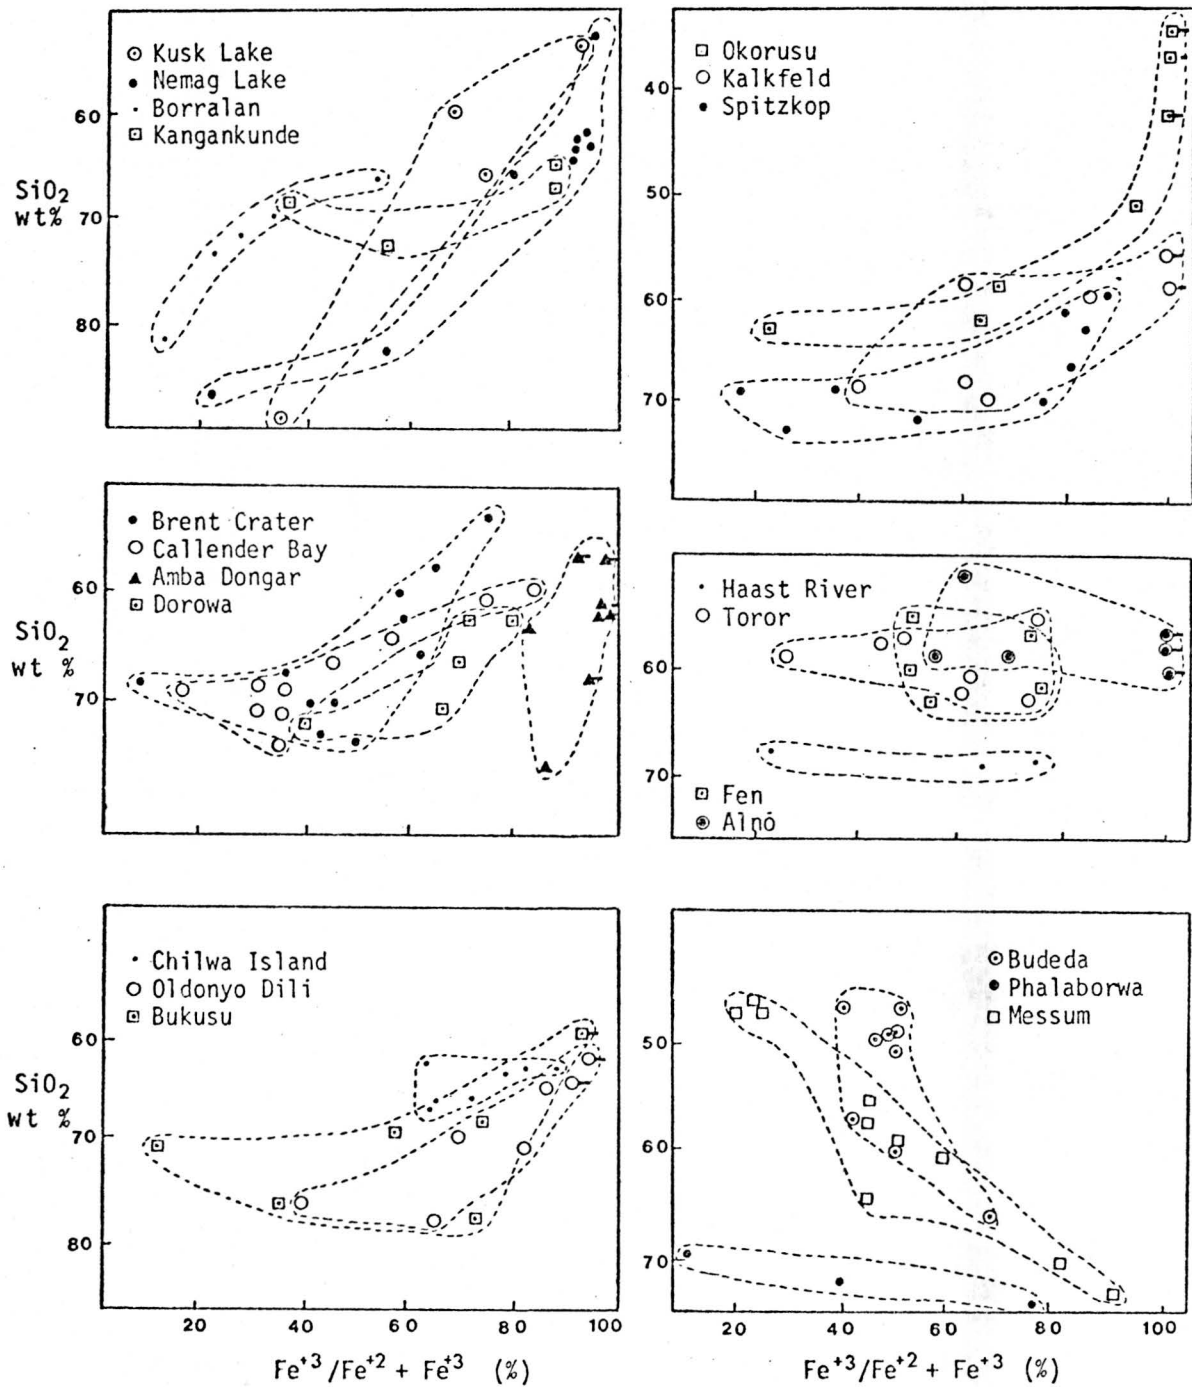 Kusk Lake
Nemag Lake
Borralan
Kangankunde
60
70
80
SiO2
wt%
Okorusu
Kalkfeld
Spitzkop
40
50
60
70
Brent Crater
Callender Bay
Amba Dongar
Dorowa
60
70
SiO2
wt %
Haast River
Toror
60
70
Fen
Alnö
Chilwa Island
Oldonyo Dili
Bukusu
60
70
80
SiO2
wt %
40 60 80 100
Fe+3/Fe+2 + Fe+3 (%)
Budeda
Phalaborwa
Messum
50
60
70
20 40 60 80 100
Fe+3/Fe+2 + Fe+3 (%)